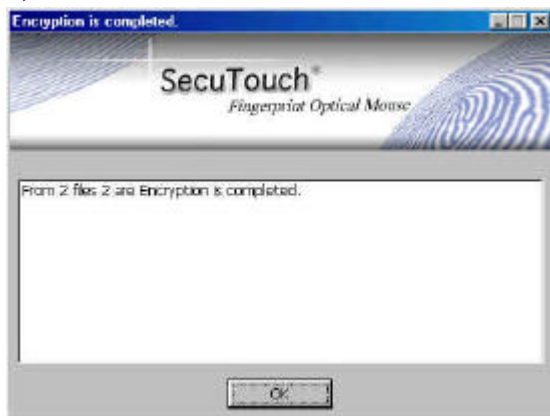 Encryption is completed.
SecuTouch®
Fingerprint Optical Mouse
From 2 files 2 are Encryption is completed.
OK